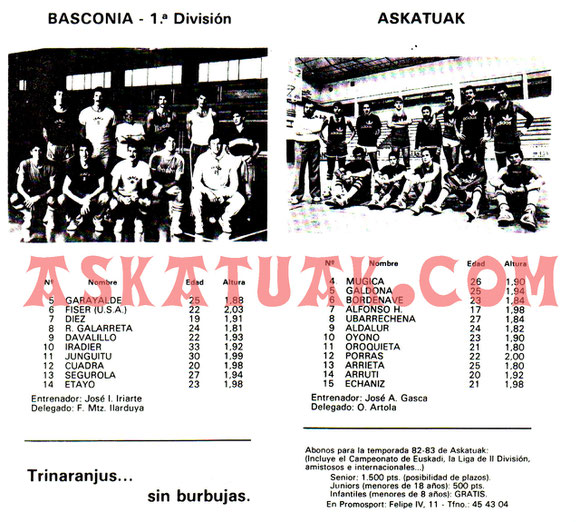 BASCONIA - 1.ª División
Nº Nombre Edad Altura
5 GARAYALDE 25 1,88
6 FISER (U.S.A.) 22 2,03
7 DIEZ 19 1,91
8 R. GALARRETA 24 1,81
9 DAVALILLO 22 1,93
10 IRADIER 33 1,92
11 JUNGUITU 30 1,99
12 CUADRA 20 1,98
13 SEGUROLA 27 1,94
14 ETAYO 23 1,98
Entrenador: José I. Iriarte
Delegado: F. Mtz. Ilarduya
Trinaranjus...
sin burbujas.
ASKATUAK
Nº Nombre Edad Altura
4 MUGICA 26 1,90
5 GALDONA 25 1,94
6 BORDENAVE 23 1,84
7 ALFONSO H. 17 1,98
8 UBARRECHENA 27 1,84
9 ALDALUR 24 1,82
10 OYONO 23 1,90
11 OROQUIETA 21 1,80
12 PORRAS 22 2,00
13 ARRIETA 25 1,80
14 ARRUTI 20 1,92
15 ECHANIZ 21 1,98
Entrenador: José A. Gasca
Delegado: O. Artola
Abonos para la temporada 82-83 de Askatuak:
(Incluye el Campeonato de Euskadi, la Liga de II División,
amistosos e internacionales...)
Senior: 1.500 pts. (posibilidad de plazos).
Juniors (menores de 18 años): 500 pts.
Infantiles (menores de 8 años): GRATIS.
En Promosport: Felipe IV, 11 - Tfno.: 45 43 04
ASKATUAK.COM